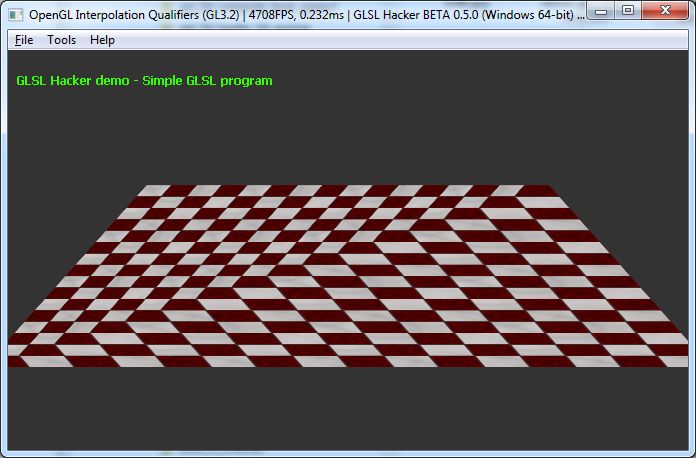 OpenGL Interpolation Qualifiers (GL3.2) | 4708FPS, 0.232ms | GLSL Hacker BETA 0.5.0 (Windows 64-bit) ...
File Tools Help
GLSL Hacker demo - Simple GLSL program